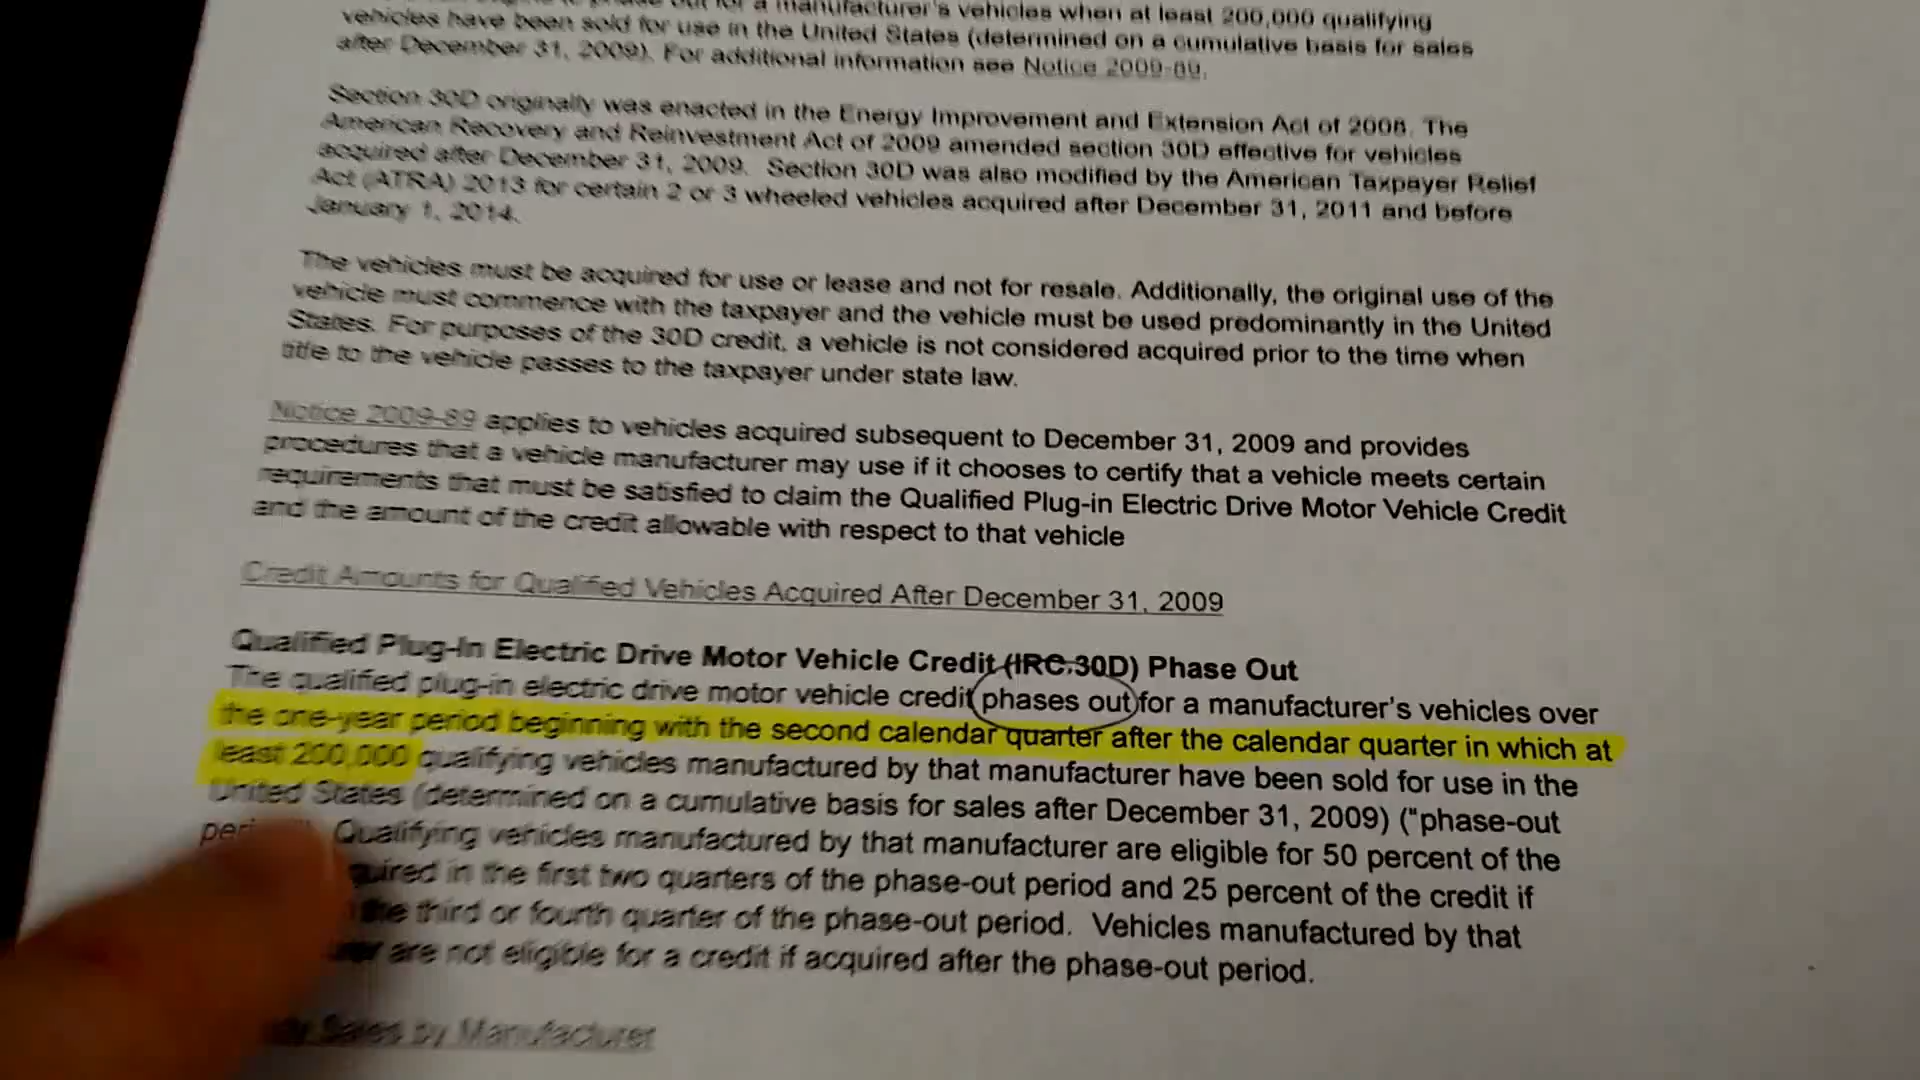 for a manufacturer's vehicles when at least 200,000 qualifying
vehicles have been sold for use in the United States (determined on a cumulative basis for sales
after December 31, 2009). For additional information see Notice 2009-89.
Section 30D originally was enacted in the Energy Improvement and Extension Act of 2008. The
American Recovery and Reinvestment Act of 2009 amended section 30D effective for vehicles
acquired after December 31, 2009. Section 30D was also modified by the American Taxpayer Relief
Act (ATRA) 2013 for certain 2 or 3 wheeled vehicles acquired after December 31, 2011 and before
January 1, 2014.
The vehicles must be acquired for use or lease and not for resale. Additionally, the original use of the
vehicle must commence with the taxpayer and the vehicle must be used predominantly in the United
States. For purposes of the 30D credit, a vehicle is not considered acquired prior to the time when
title to the vehicle passes to the taxpayer under state law.
Notice 2009-89 applies to vehicles acquired subsequent to December 31, 2009 and provides
procedures that a vehicle manufacturer may use if it chooses to certify that a vehicle meets certain
requirements that must be satisfied to claim the Qualified Plug-in Electric Drive Motor Vehicle Credit
and the amount of the credit allowable with respect to that vehicle
Credit Amounts for Qualified Vehicles Acquired After December 31, 2009
Qualified Plug-In Electric Drive Motor Vehicle Credit (IRC 30D) Phase Out
The qualified plug-in electric drive motor vehicle credit phases out for a manufacturer's vehicles over
the one-year period beginning with the second calendar quarter after the calendar quarter in which at
least 200,000 qualifying vehicles manufactured by that manufacturer have been sold for use in the
United States (determined on a cumulative basis for sales after December 31, 2009) ("phase-out
Qualifying vehicles manufactured by that manufacturer are eligible for 50 percent of the
in the first two quarters of the phase-out period and 25 percent of the credit if
the third or fourth quarter of the phase-out period. Vehicles manufactured by that
are not eligible for a credit if acquired after the phase-out period.
Sales by Manufacturer